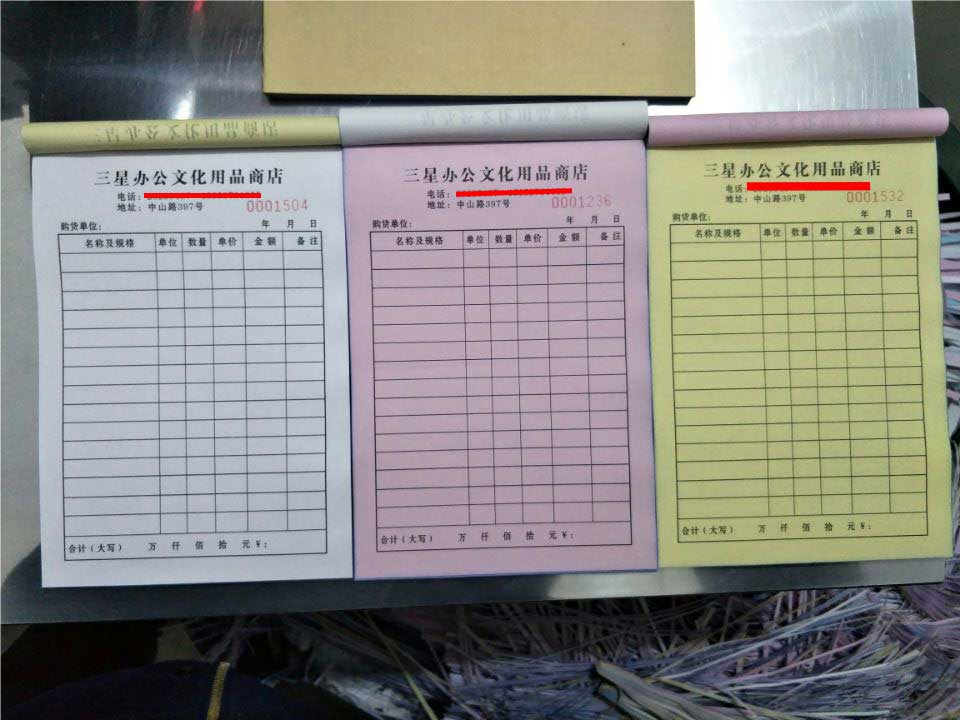 三星办公文化用品商店
电话:
地址: 中山路397号 0001504
购货单位: 年 月 日
名称及规格 单位 数量 单价 金额 备注
合计(大写) 万 仟 佰 拾 元 ¥:
三星办公文化用品商店
电话:
地址: 中山路397号 0001236
购货单位: 年 月 日
名称及规格 单位 数量 单价 金额 备注
合计(大写) 万 仟 佰 拾 元 ¥:
三星办公文化用品商店
电话:
地址: 中山路397号 0001532
购货单位: 年 月 日
名称及规格 单位 数量 单价 金额 备注
合计(大写) 万 仟 佰 拾 元 ¥: